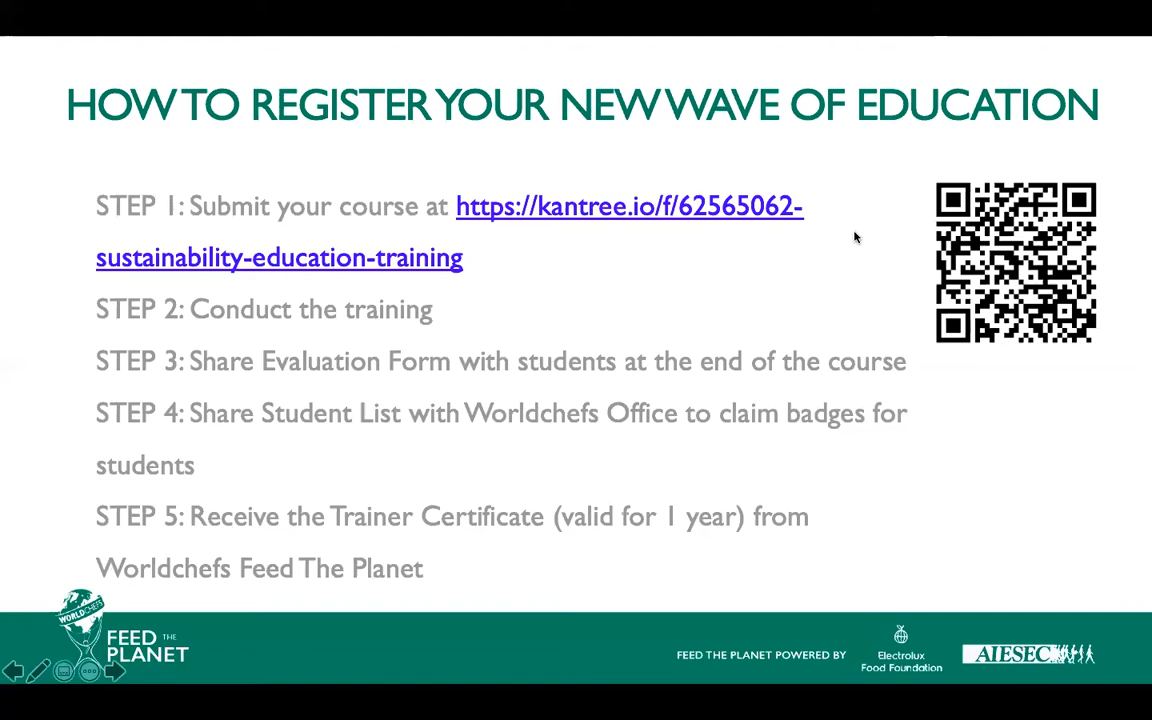 HOW TO REGISTER YOUR NEW WAVE OF EDUCATION
STEP 1: Submit your course at https://kantree.io/f/62565062-
sustainability-education-training
STEP 2: Conduct the training
STEP 3: Share Evaluation Form with students at the end of the course
STEP 4: Share Student List with Worldchefs Office to claim badges for
students
STEP 5: Receive the Trainer Certificate (valid for 1 year) from
Worldchefs Feed The Planet
WORLDCHEFS
FEED THE
PLANET
FEED THE PLANET POWERED BY
Electrolux
Food Foundation
AIESEC